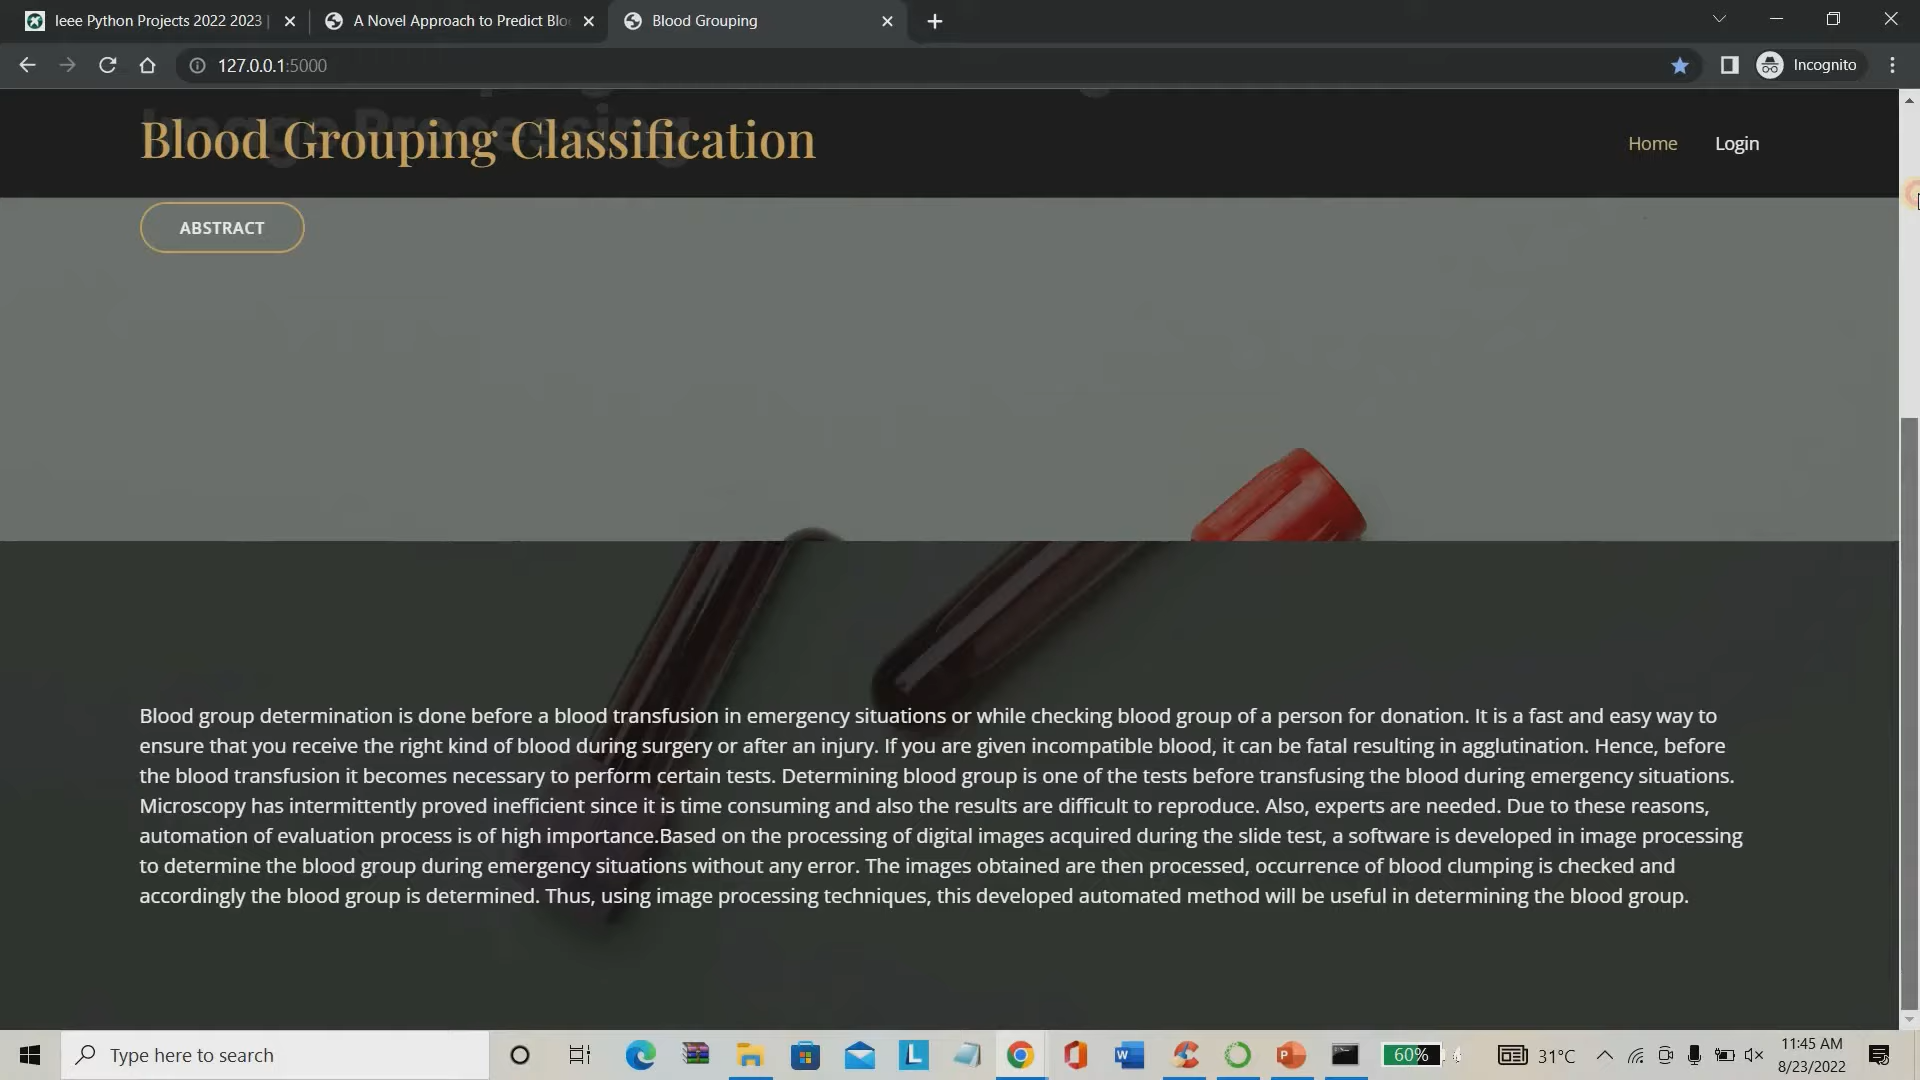 Ieee Python Projects 2022 2023 |
A Novel Approach to Predict Blo
Blood Grouping
127.0.0.1:5000
Incognito
Image Processing
Blood Grouping Classification
Home
Login
ABSTRACT
Blood group determination is done before a blood transfusion in emergency situations or while checking blood group of a person for donation. It is a fast and easy way to
ensure that you receive the right kind of blood during surgery or after an injury. If you are given incompatible blood, it can be fatal resulting in agglutination. Hence, before
the blood transfusion it becomes necessary to perform certain tests. Determining blood group is one of the tests before transfusing the blood during emergency situations.
Microscopy has intermittently proved inefficient since it is time consuming and also the results are difficult to reproduce. Also, experts are needed. Due to these reasons,
automation of evaluation process is of high importance.Based on the processing of digital images acquired during the slide test, a software is developed in image processing
to determine the blood group during emergency situations without any error. The images obtained are then processed, occurrence of blood clumping is checked and
accordingly the blood group is determined. Thus, using image processing techniques, this developed automated method will be useful in determining the blood group.
Type here to search
L
60%
31°C
11:45 AM
8/23/2022